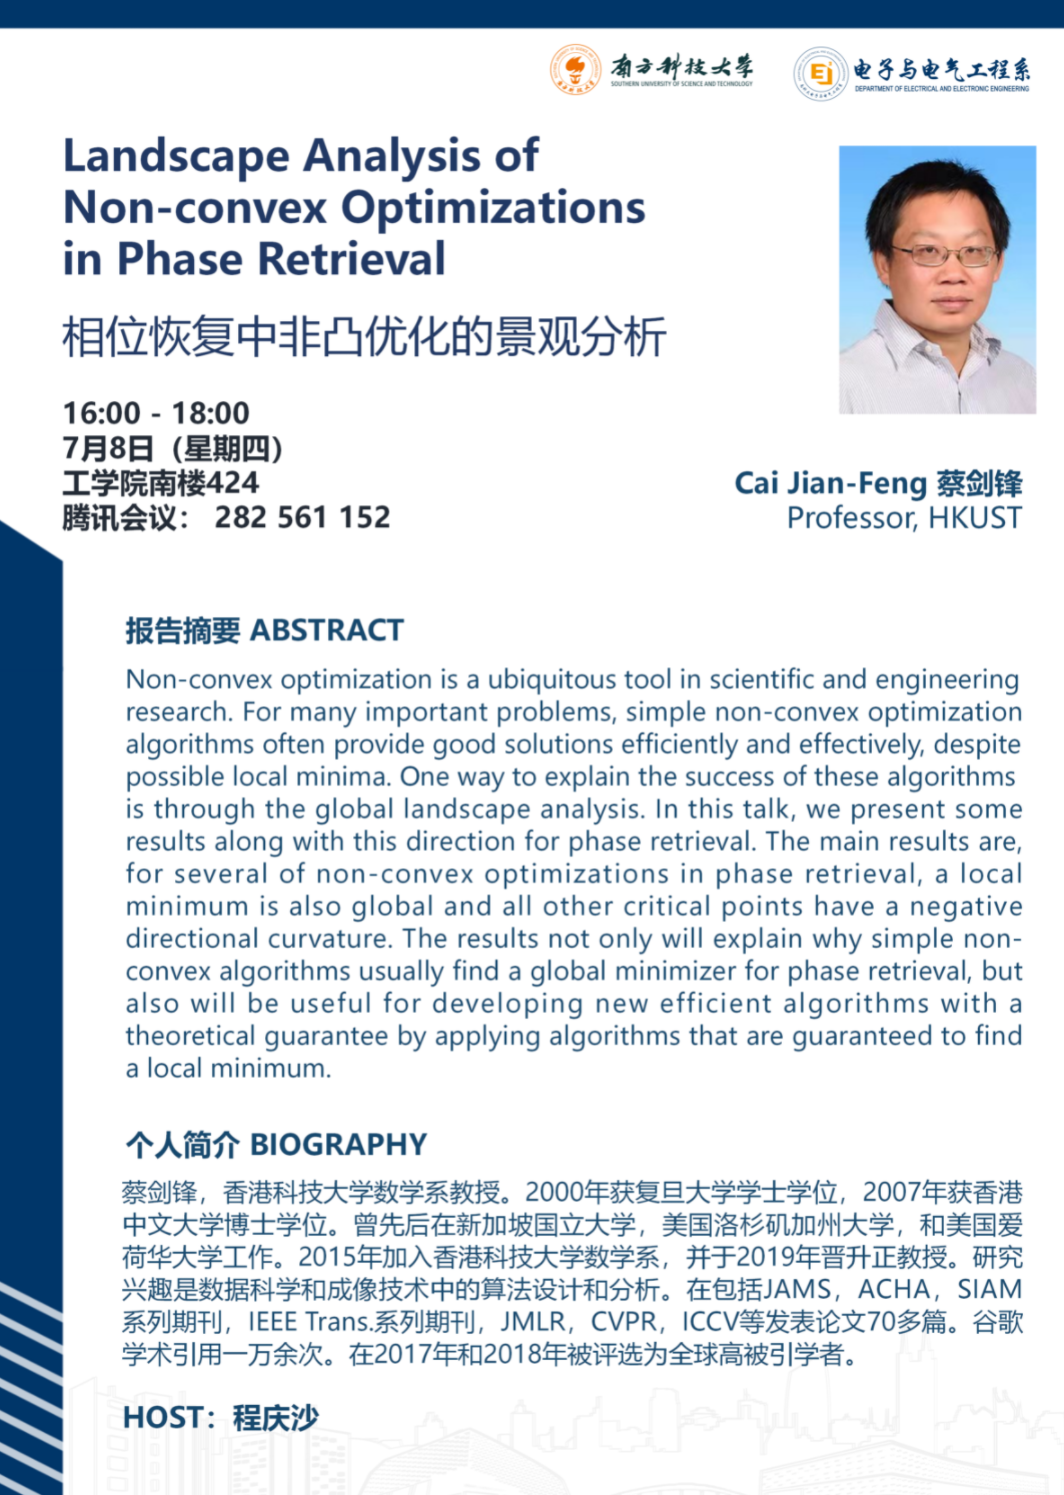 南方科技大学
SOUTHERN UNIVERSITY OF SCIENCE AND TECHNOLOGY
电子与电气工程系
DEPARTMENT OF ELECTRICAL AND ELECTRONIC ENGINEERING
Landscape Analysis of
Non-convex Optimizations
in Phase Retrieval
相位恢复中非凸优化的景观分析
16:00 - 18:00
7月8日（星期四）
工学院南楼424
腾讯会议： 282 561 152
Cai Jian-Feng 蔡剑锋
Professor, HKUST
报告摘要 ABSTRACT
Non-convex optimization is a ubiquitous tool in scientific and engineering
research. For many important problems, simple non-convex optimization
algorithms often provide good solutions efficiently and effectively, despite
possible local minima. One way to explain the success of these algorithms
is through the global landscape analysis. In this talk, we present some
results along with this direction for phase retrieval. The main results are,
for several of non-convex optimizations in phase retrieval, a local
minimum is also global and all other critical points have a negative
directional curvature. The results not only will explain why simple non-
convex algorithms usually find a global minimizer for phase retrieval, but
also will be useful for developing new efficient algorithms with a
theoretical guarantee by applying algorithms that are guaranteed to find
a local minimum.
个人简介 BIOGRAPHY
蔡剑锋，香港科技大学数学系教授。2000年获复旦大学学士学位，2007年获香港
中文大学博士学位。曾先后在新加坡国立大学，美国洛杉矶加州大学，和美国爱
荷华大学工作。2015年加入香港科技大学数学系，并于2019年晋升正教授。研究
兴趣是数据科学和成像技术中的算法设计和分析。在包括JAMS，ACHA，SIAM
系列期刊，IEEE Trans.系列期刊，JMLR，CVPR，ICCV等发表论文70多篇。谷歌
学术引用一万余次。在2017年和2018年被评选为全球高被引学者。
HOST：程庆沙